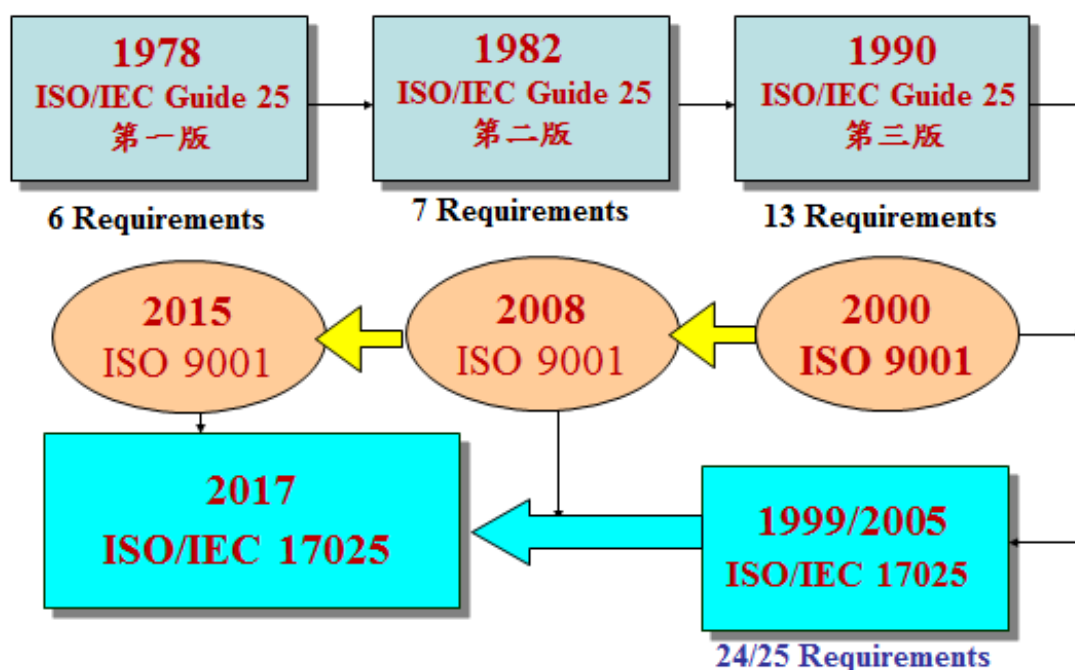 1978
ISO/IEC Guide 25
第一版
6 Requirements
1982
ISO/IEC Guide 25
第二版
7 Requirements
1990
ISO/IEC Guide 25
第三版
13 Requirements
2015
ISO 9001
2008
ISO 9001
2000
ISO 9001
2017
ISO/IEC 17025
1999/2005
ISO/IEC 17025
24/25 Requirements